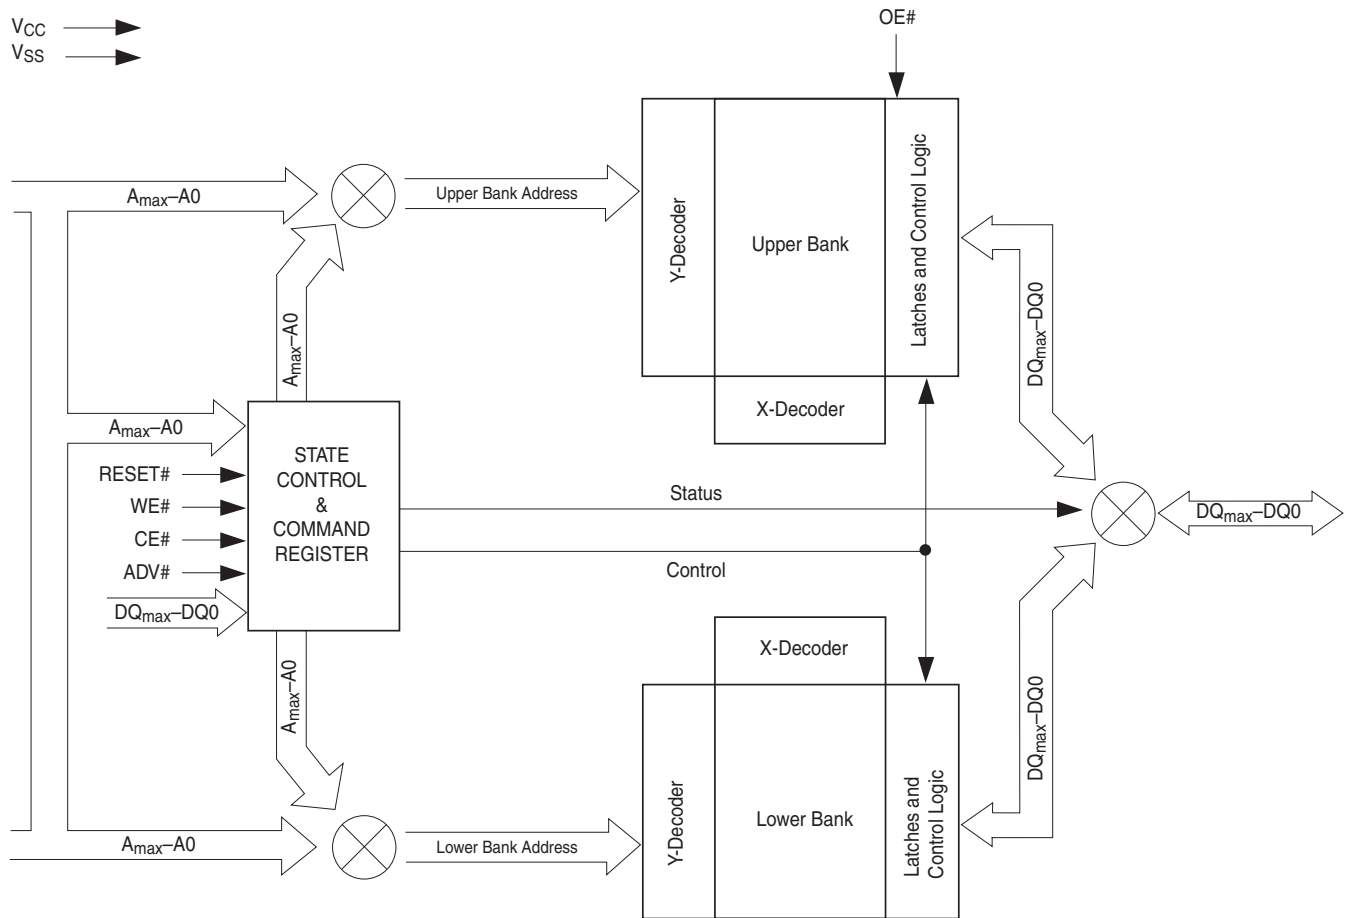 VCC
VSS
OE#
Amax–A0
Upper Bank Address
Y-Decoder
Upper Bank
Latches and Control Logic
X-Decoder
DQmax–DQ0
Amax–A0
Amax–A0
STATE
CONTROL
&
COMMAND
REGISTER
RESET#
WE#
CE#
ADV#
DQmax–DQ0
Status
Control
DQmax–DQ0
Amax–A0
X-Decoder
Y-Decoder
Lower Bank
Latches and
Control Logic
DQmax–DQ0
Amax–A0
Lower Bank Address